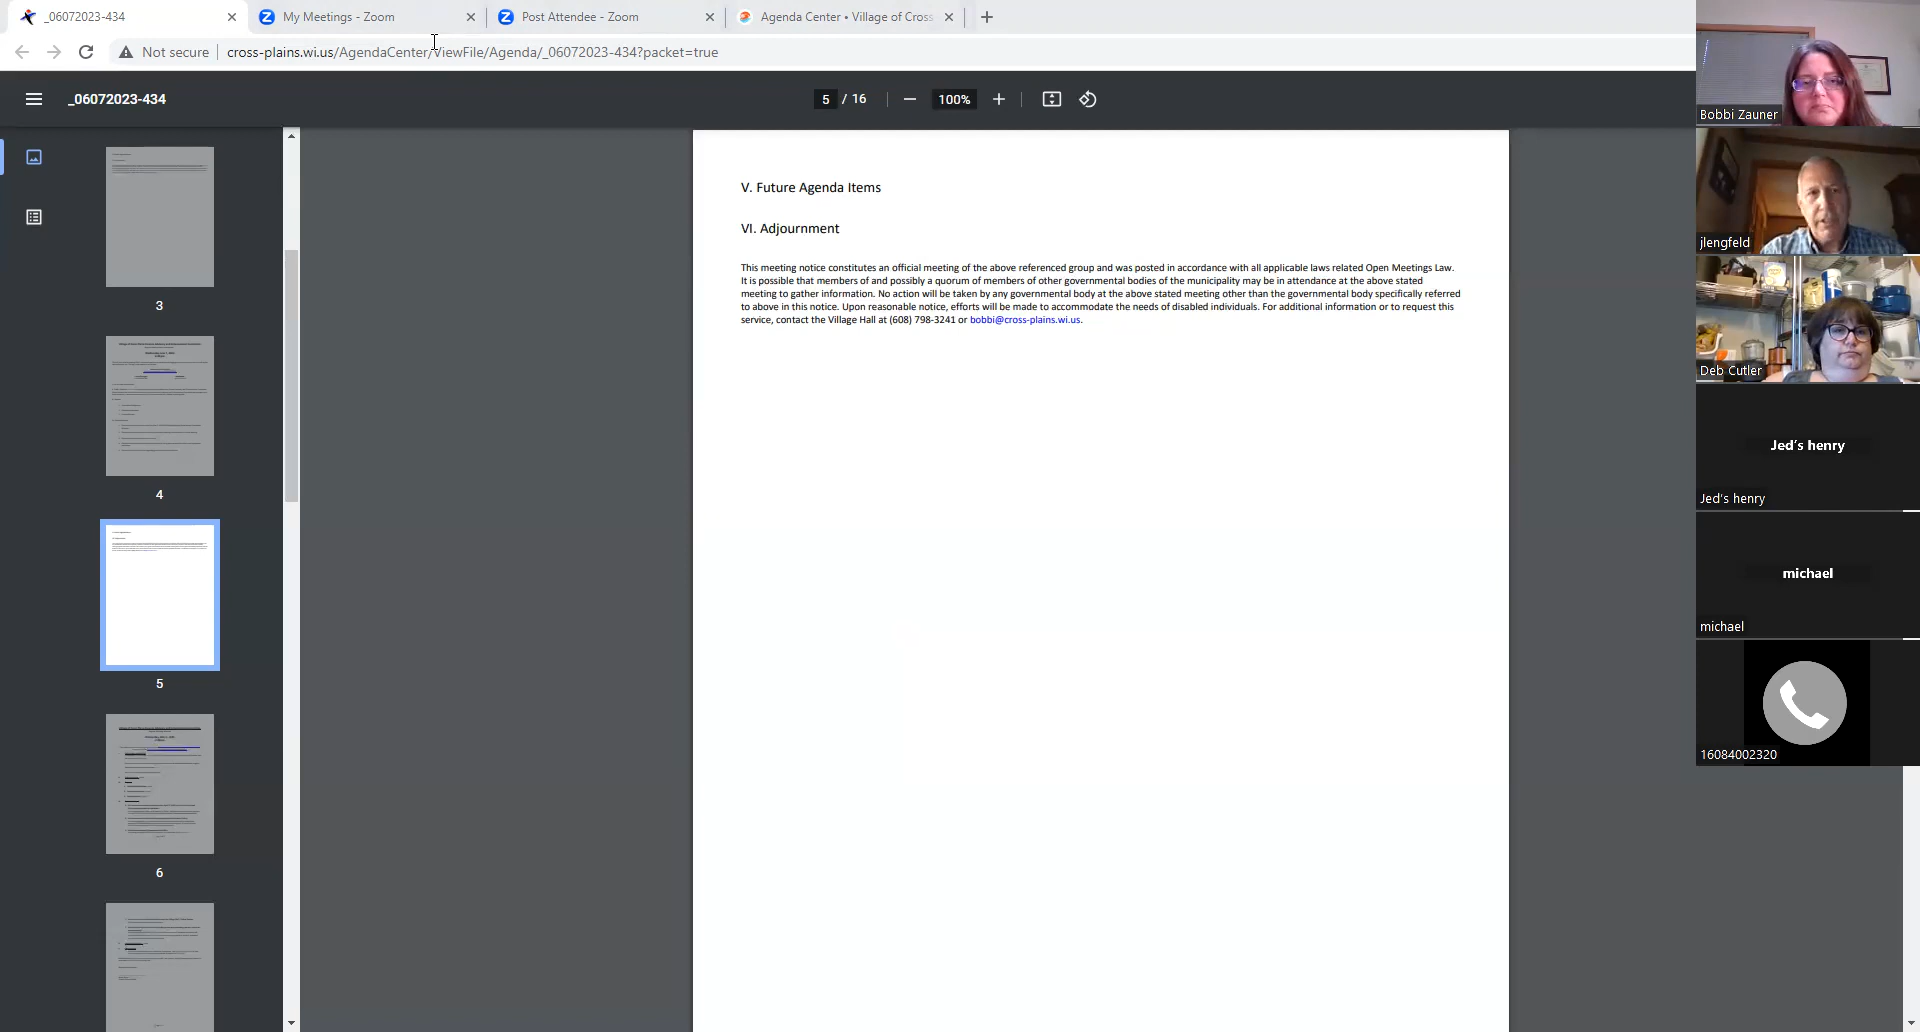 _06072023-434
My Meetings - Zoom
Post Attendee - Zoom
Agenda Center • Village of Cross
Not secure
cross-plains.wi.us/AgendaCenter/ViewFile/Agenda/_06072023-434?packet=true
_06072023-434
5 / 16
100%
3
4
5
6
V. Future Agenda Items
VI. Adjournment
This meeting notice constitutes an official meeting of the above referenced group and was posted in accordance with all applicable laws related Open Meetings Law.
It is possible that members of and possibly a quorum of members of other governmental bodies of the municipality may be in attendance at the above stated
meeting to gather information. No action will be taken by any governmental body at the above stated meeting other than the governmental body specifically referred
to above in this notice. Upon reasonable notice, efforts will be made to accommodate the needs of disabled individuals. For additional information or to request this
service, contact the Village Hall at (608) 798-3241 or bobbi@cross-plains.wi.us.
Bobbi Zauner
jlengfeld
Deb Cutler
Jed's henry
Jed's henry
michael
michael
16084002320